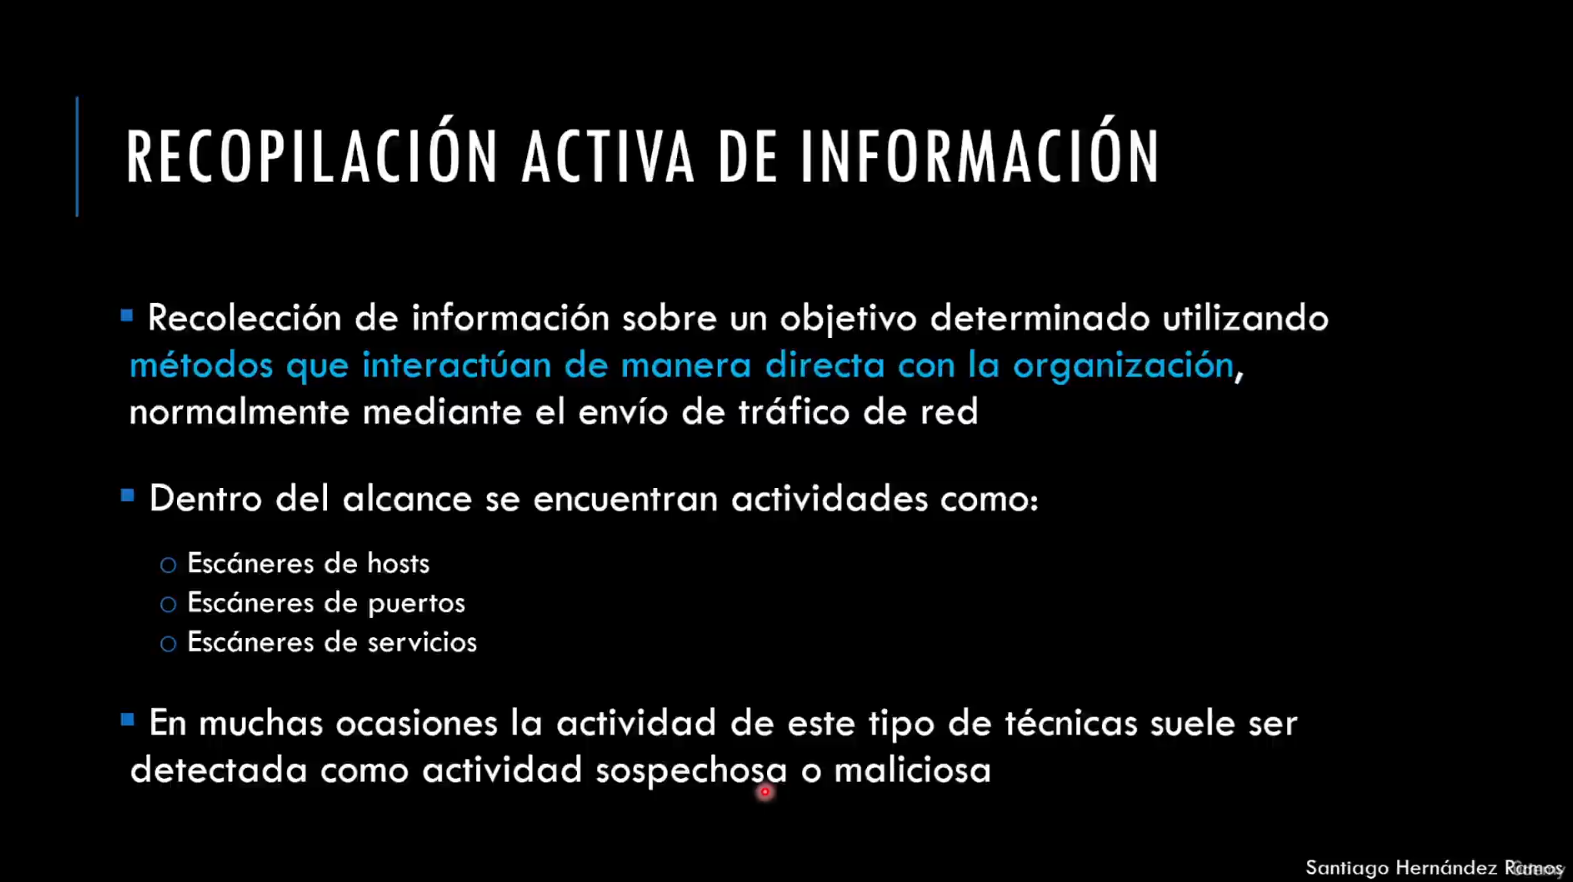 RECOPILACIÓN ACTIVA DE INFORMACIÓN
Recolección de información sobre un objetivo determinado utilizando
métodos que interactúan de manera directa con la organización,
normalmente mediante el envío de tráfico de red
Dentro del alcance se encuentran actividades como:
Escáneres de hosts
Escáneres de puertos
Escáneres de servicios
En muchas ocasiones la actividad de este tipo de técnicas suele ser
detectada como actividad sospechosa o maliciosa
Santiago Hernández Ramos
Udemy